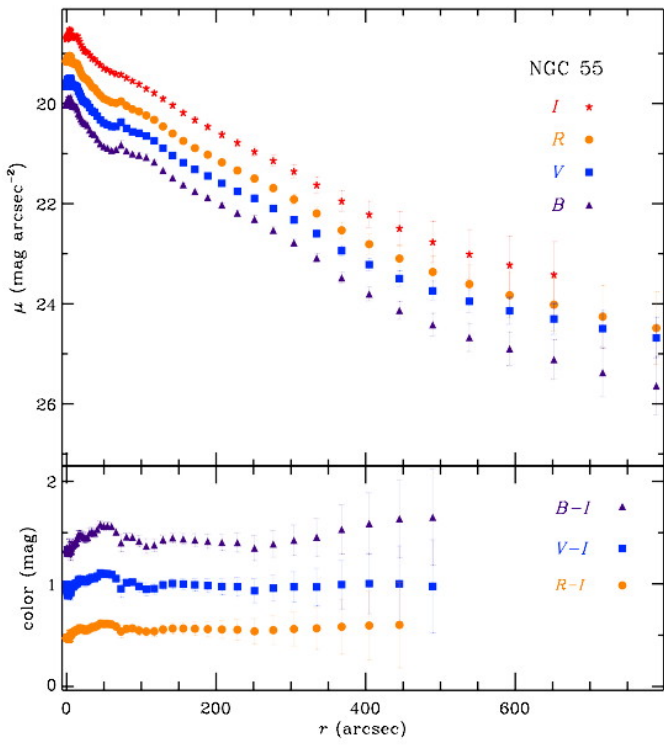 NGC 55
I
R
V
B
20
22
24
26
μ (mag arcsec⁻²)
2
1
0
color (mag)
B-I
V-I
R-I
0 200 400 600
r (arcsec)